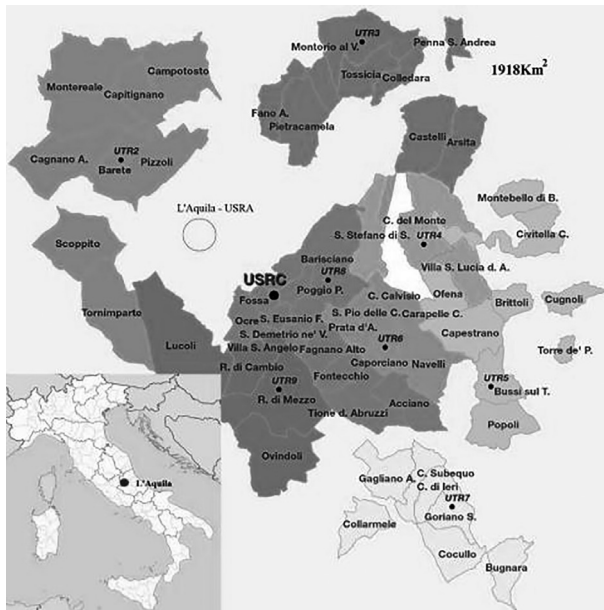 UTR3
Montorio al V.
Penna S. Andrea
1918Km2
Tossicia
Colledara
Campotosto
Montereale
Capitignano
Fano A.
Pietracamela
Castelli
Arsita
UTR2
Cagnano A.
Pizzoli
Barete
L'Aquila - USRA
Montebello di B.
C. del Monte
S. Stefano di S.
UTR4
Civitella C.
Scoppito
Barisciano
Villa S. Lucia d. A.
UTR8
USRC
Poggio P.
Fossa
C. Calvisio
Ofena
Brittoli
Cugnoli
Tornimparte
S. Pio delle C.
Carapelle C.
Ocre
S. Eusanio F.
Prata d'A.
Capestrano
S. Demetrio ne' V.
UTR6
Lucoli
Villa S. Angelo
Fagnano Alto
Torre de' P.
R. di Cambio
Caporciano
Navelli
Fontecchio
UTR9
UTR5
Bussi sul T.
R. di Mezzo
Acciano
Tione d. Abruzzi
Popoli
Ovindoli
C. Subequo
Gagliano A.
C. di Ieri
L'Aquila
UTR7
Goriano S.
Collarmele
Cocullo
Bugnara